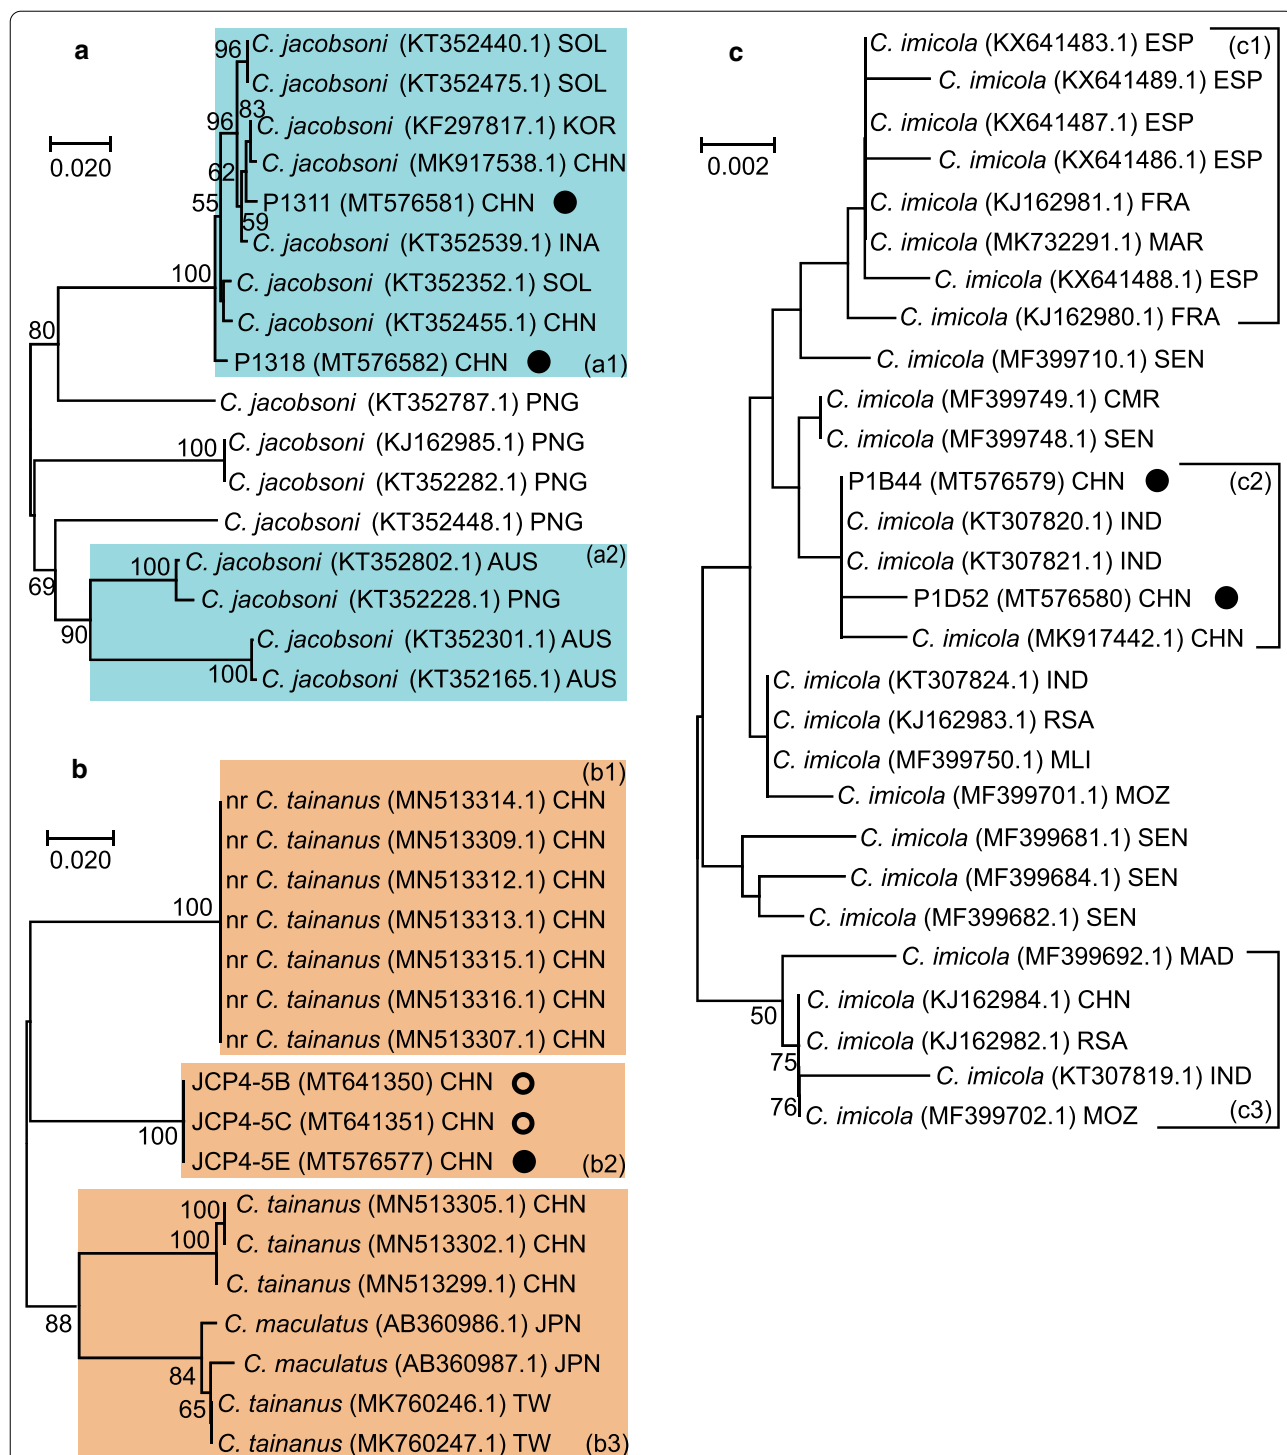 a
96
C. jacobsoni (KT352440.1) SOL
C. jacobsoni (KT352475.1) SOL
83
96
C. jacobsoni (KF297817.1) KOR
0.020
62
C. jacobsoni (MK917538.1) CHN
55
P1311 (MT576581) CHN
59
C. jacobsoni (KT352539.1) INA
100
C. jacobsoni (KT352352.1) SOL
C. jacobsoni (KT352455.1) CHN
80
P1318 (MT576582) CHN
(a1)
C. jacobsoni (KT352787.1) PNG
100
C. jacobsoni (KJ162985.1) PNG
C. jacobsoni (KT352282.1) PNG
C. jacobsoni (KT352448.1) PNG
(a2)
100
C. jacobsoni (KT352802.1) AUS
69
C. jacobsoni (KT352228.1) PNG
90
C. jacobsoni (KT352301.1) AUS
100
C. jacobsoni (KT352165.1) AUS
b
(b1)
nr C. tainanus (MN513314.1) CHN
0.020
nr C. tainanus (MN513309.1) CHN
nr C. tainanus (MN513312.1) CHN
100
nr C. tainanus (MN513313.1) CHN
nr C. tainanus (MN513315.1) CHN
nr C. tainanus (MN513316.1) CHN
nr C. tainanus (MN513307.1) CHN
JCP4-5B (MT641350) CHN
JCP4-5C (MT641351) CHN
100
JCP4-5E (MT576577) CHN
(b2)
100
C. tainanus (MN513305.1) CHN
100
C. tainanus (MN513302.1) CHN
C. tainanus (MN513299.1) CHN
88
C. maculatus (AB360986.1) JPN
C. maculatus (AB360987.1) JPN
84
C. tainanus (MK760246.1) TW
65
C. tainanus (MK760247.1) TW
(b3)
c
C. imicola (KX641483.1) ESP
(c1)
C. imicola (KX641489.1) ESP
C. imicola (KX641487.1) ESP
0.002
C. imicola (KX641486.1) ESP
C. imicola (KJ162981.1) FRA
C. imicola (MK732291.1) MAR
C. imicola (KX641488.1) ESP
C. imicola (KJ162980.1) FRA
C. imicola (MF399710.1) SEN
C. imicola (MF399749.1) CMR
C. imicola (MF399748.1) SEN
P1B44 (MT576579) CHN
(c2)
C. imicola (KT307820.1) IND
C. imicola (KT307821.1) IND
P1D52 (MT576580) CHN
C. imicola (MK917442.1) CHN
C. imicola (KT307824.1) IND
C. imicola (KJ162983.1) RSA
C. imicola (MF399750.1) MLI
C. imicola (MF399701.1) MOZ
C. imicola (MF399681.1) SEN
C. imicola (MF399684.1) SEN
C. imicola (MF399682.1) SEN
C. imicola (MF399692.1) MAD
50
C. imicola (KJ162984.1) CHN
C. imicola (KJ162982.1) RSA
75
C. imicola (KT307819.1) IND
76
C. imicola (MF399702.1) MOZ
(c3)